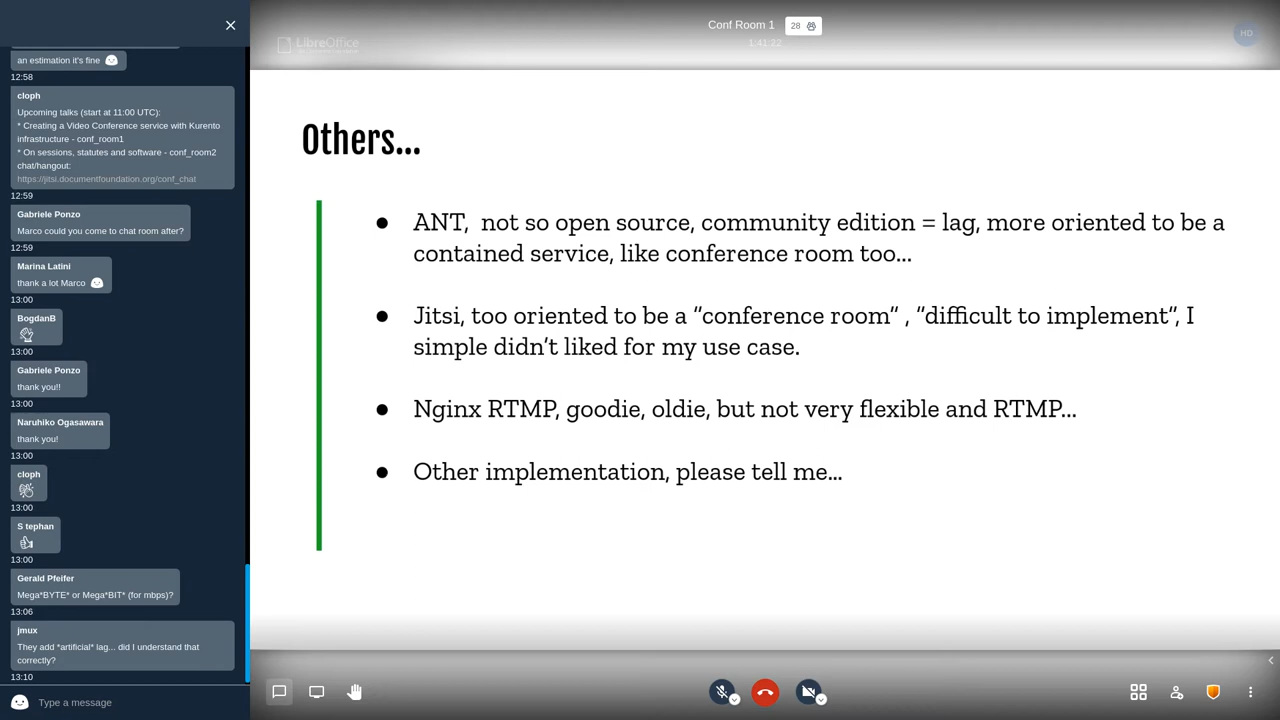 an estimation it's fine
12:58
cloph
Upcoming talks (start at 11:00 UTC):
* Creating a Video Conference service with Kurento
infrastructure - conf_room1
* On sessions, statutes and software - conf_room2
chat/hangout:
https://jitsi.documentfoundation.org/conf_chat
12:59
Gabriele Ponzo
Marco could you come to chat room after?
12:59
Marina Latini
thank a lot Marco
13:00
BogdanB
13:00
Gabriele Ponzo
thank you!!
13:00
Naruhiko Ogasawara
thank you!
13:00
cloph
13:00
S tephan
13:00
Gerald Pfeifer
Mega*BYTE* or Mega*BIT* (for mbps)?
13:06
jmux
They add *artificial* lag... did I understand that
correctly?
13:10
Type a message
Conf Room 1 28
1:41:22
HD
LibreOffice
Others...
● ANT,  not so open source, community edition = lag, more oriented to be a
contained service, like conference room too...
● Jitsi, too oriented to be a "conference room" , "difficult to implement", I
simple didn't liked for my use case.
● Nginx RTMP, goodie, oldie, but not very flexible and RTMP...
● Other implementation, please tell me...